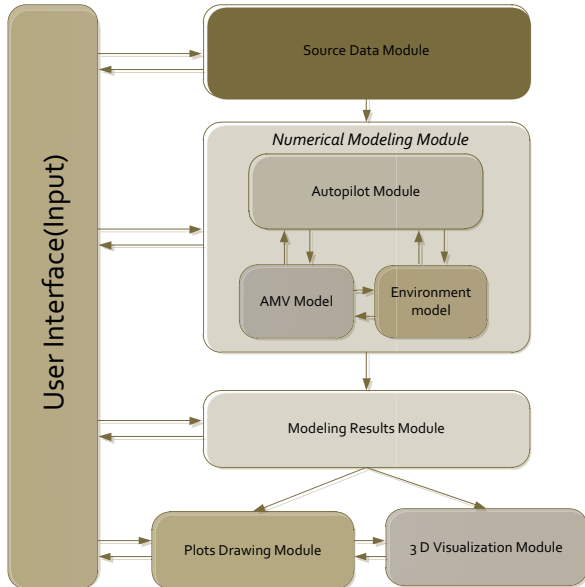 User Interface(Input)
Source Data Module
Numerical Modeling Module
Autopilot Module
AMV Model
Environment
model
Modeling Results Module
Plots Drawing Module
3 D Visualization Module